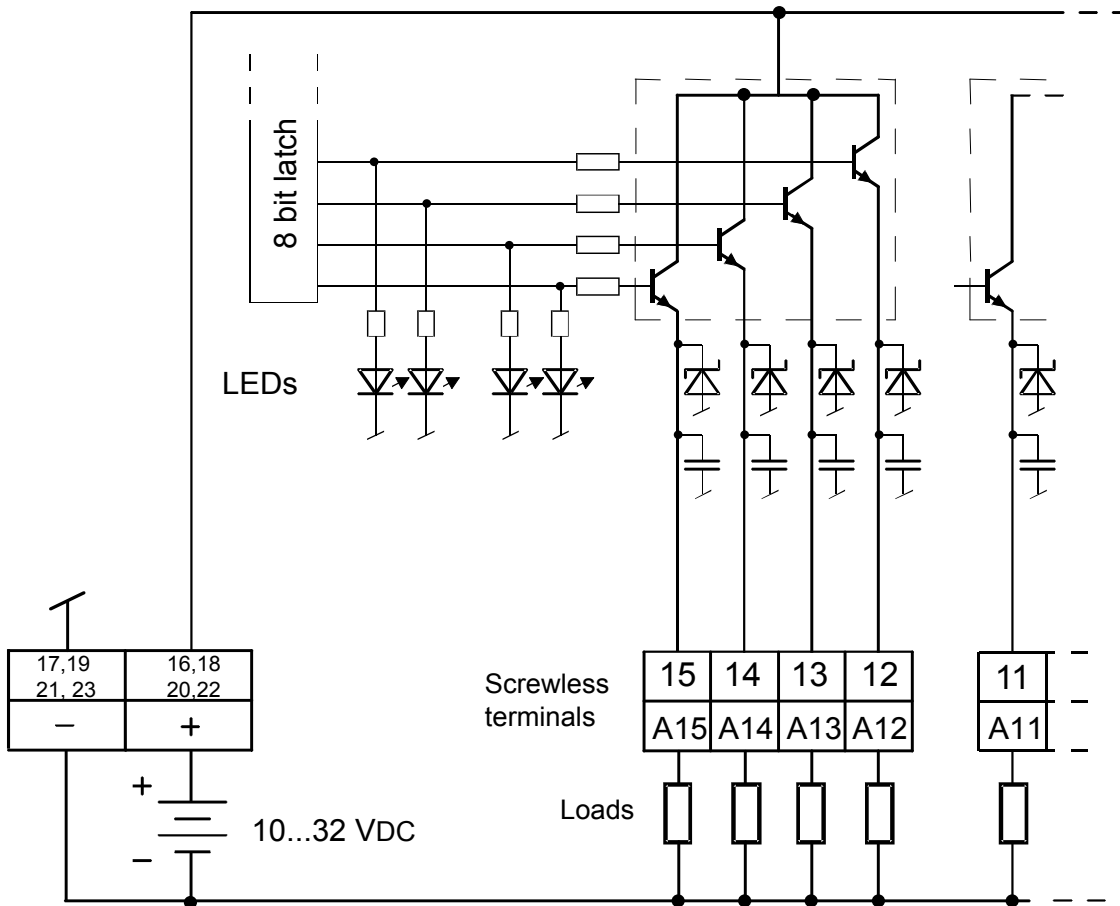 8 bit latch
LEDs
17,19
21, 23
16,18
20,22
–
+
Screwless
terminals
15
14
13
12
11
A15
A14
A13
A12
A11
+
–
10...32 VDC
Loads